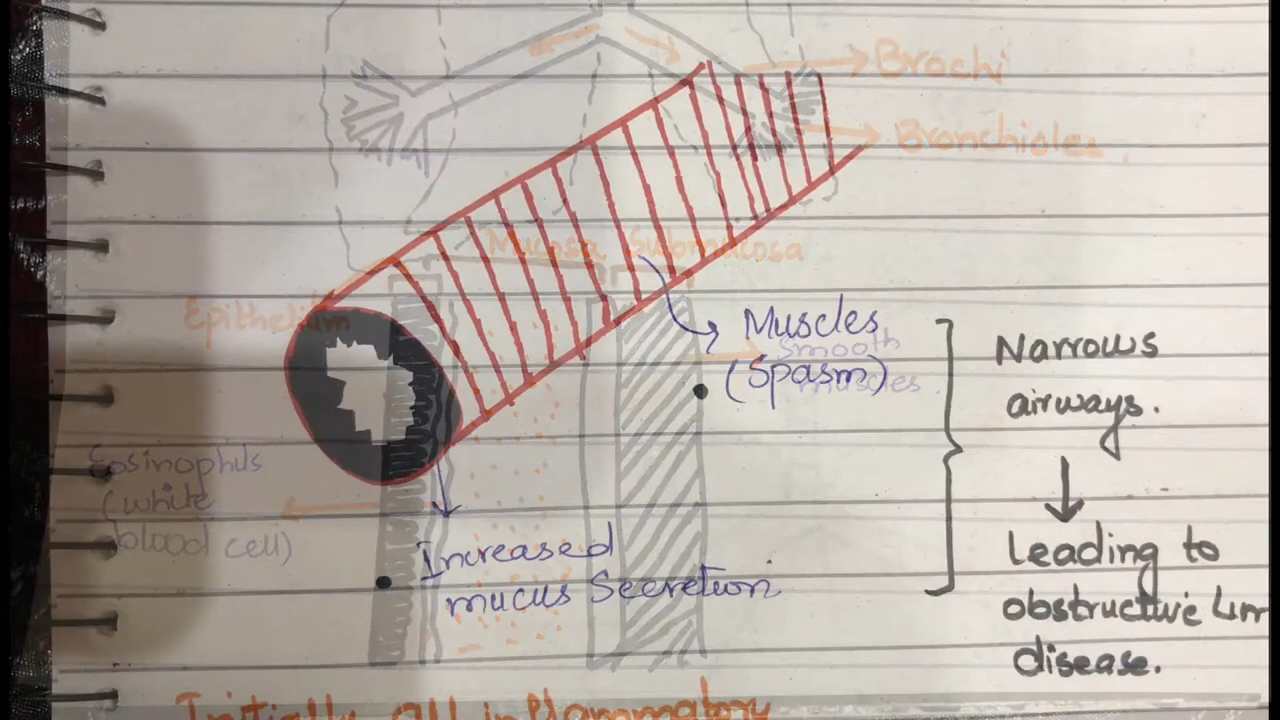 Brochi
Bronchioles
Mucosa Submucosa
Epithelium
Muscles
Smooth
(Spasm)
muscles
Narrows
airways.
Eosinophils
(white
blood cell)
Increased
mucus Secretion
Leading to
obstructive
disease.
Initially All inflammatory